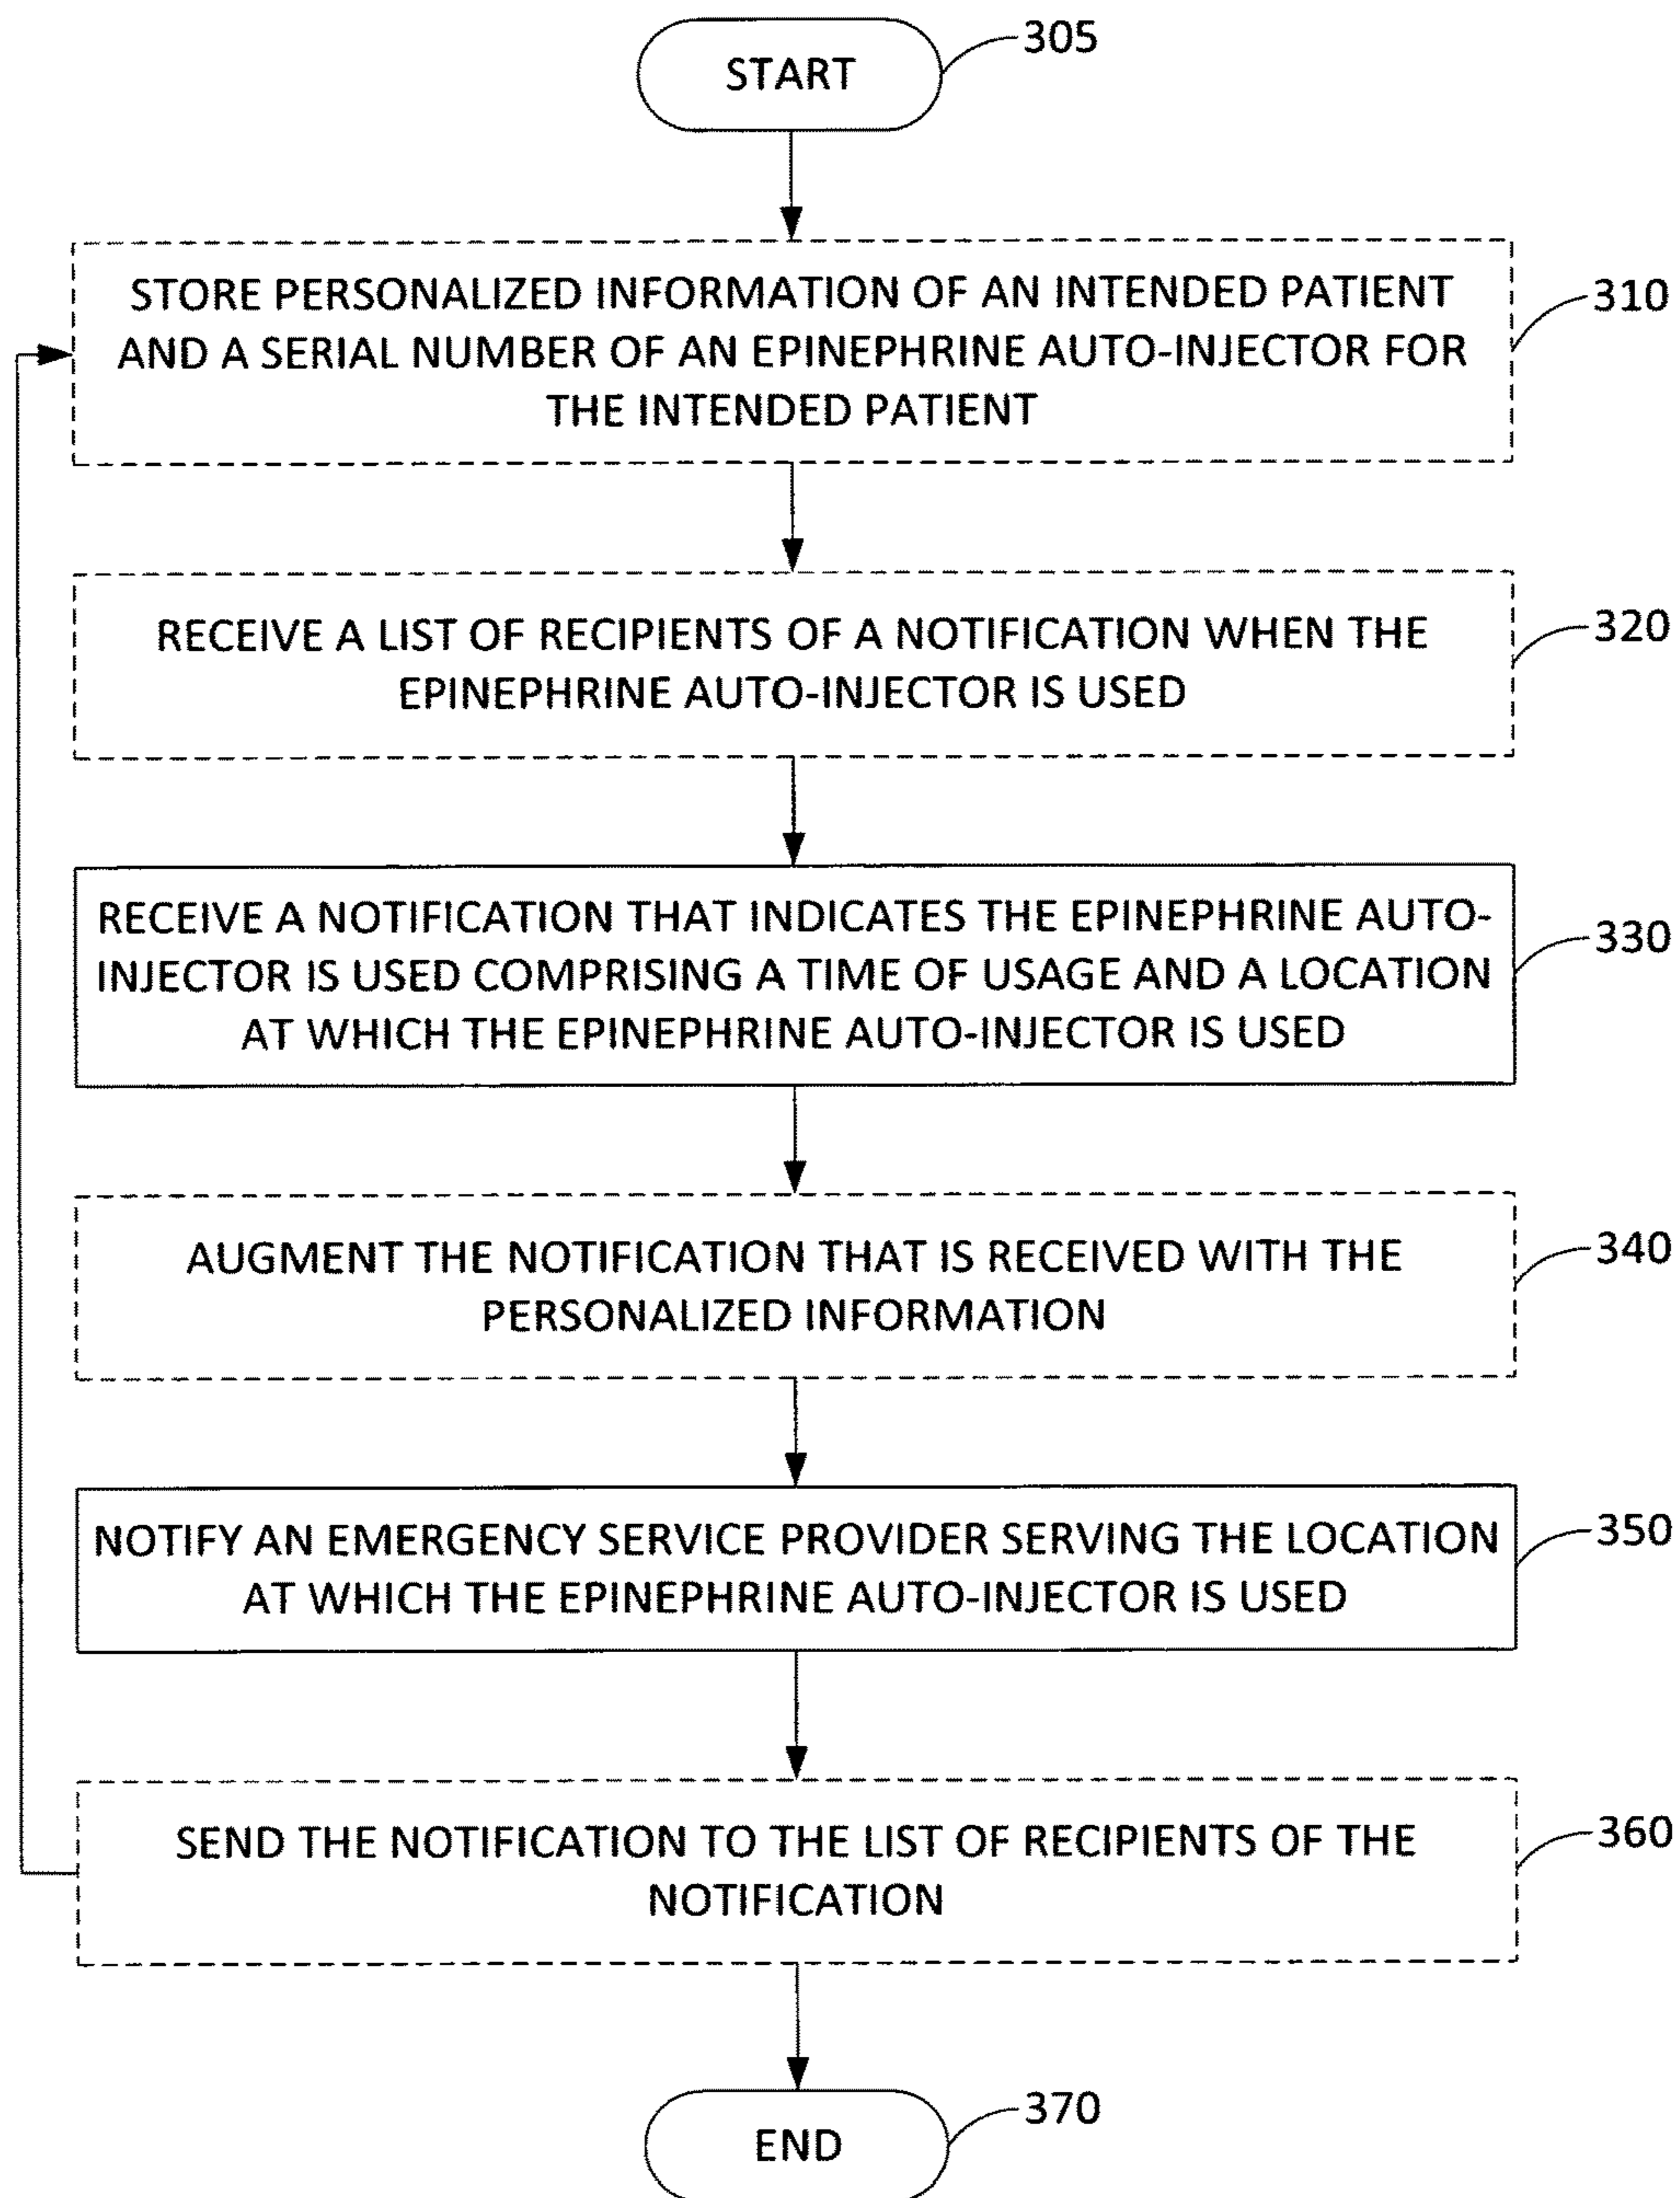 START
305
STORE PERSONALIZED INFORMATION OF AN INTENDED PATIENT
AND A SERIAL NUMBER OF AN EPINEPHRINE AUTO-INJECTOR FOR
THE INTENDED PATIENT
310
RECEIVE A LIST OF RECIPIENTS OF A NOTIFICATION WHEN THE
EPINEPHRINE AUTO-INJECTOR IS USED
320
RECEIVE A NOTIFICATION THAT INDICATES THE EPINEPHRINE AUTO-
INJECTOR IS USED COMPRISING A TIME OF USAGE AND A LOCATION
AT WHICH THE EPINEPHRINE AUTO-INJECTOR IS USED
330
AUGMENT THE NOTIFICATION THAT IS RECEIVED WITH THE
PERSONALIZED INFORMATION
340
NOTIFY AN EMERGENCY SERVICE PROVIDER SERVING THE LOCATION
AT WHICH THE EPINEPHRINE AUTO-INJECTOR IS USED
350
SEND THE NOTIFICATION TO THE LIST OF RECIPIENTS OF THE
NOTIFICATION
360
END
370